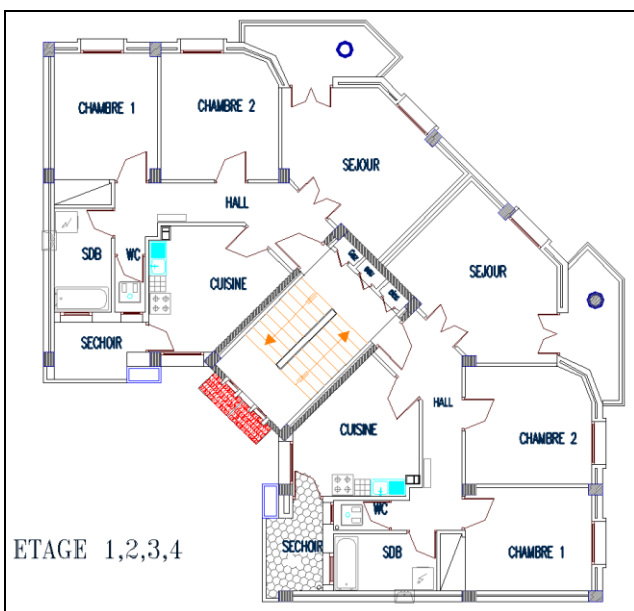 CHAMBRE 1
CHAMBRE 2
SEJOUR
HALL
SDB
WC
CUISINE
SEJOUR
SECHOIR
HALL
CUISINE
CHAMBRE 2
WC
SECHOIR
SDB
CHAMBRE 1
ETAGE 1,2,3,4